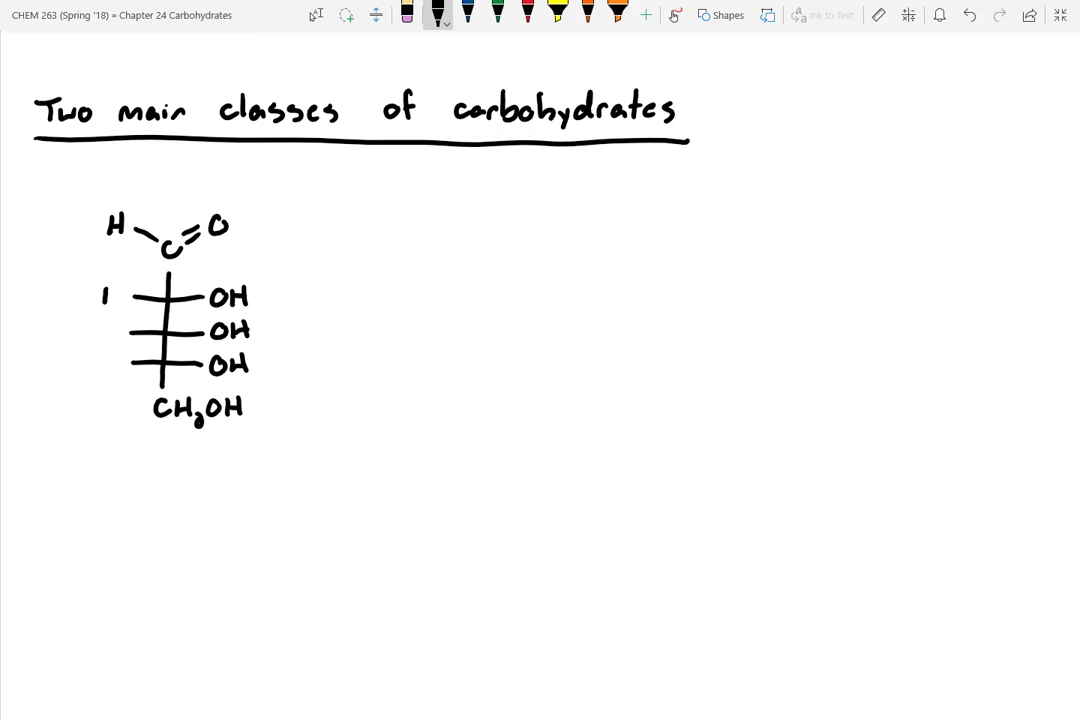 CHEM 263 (Spring '18) » Chapter 24 Carbohydrates
Shapes
Ink to Text
Two main classes of carbohydrates
H C=O
OH
OH
OH
CH₂OH